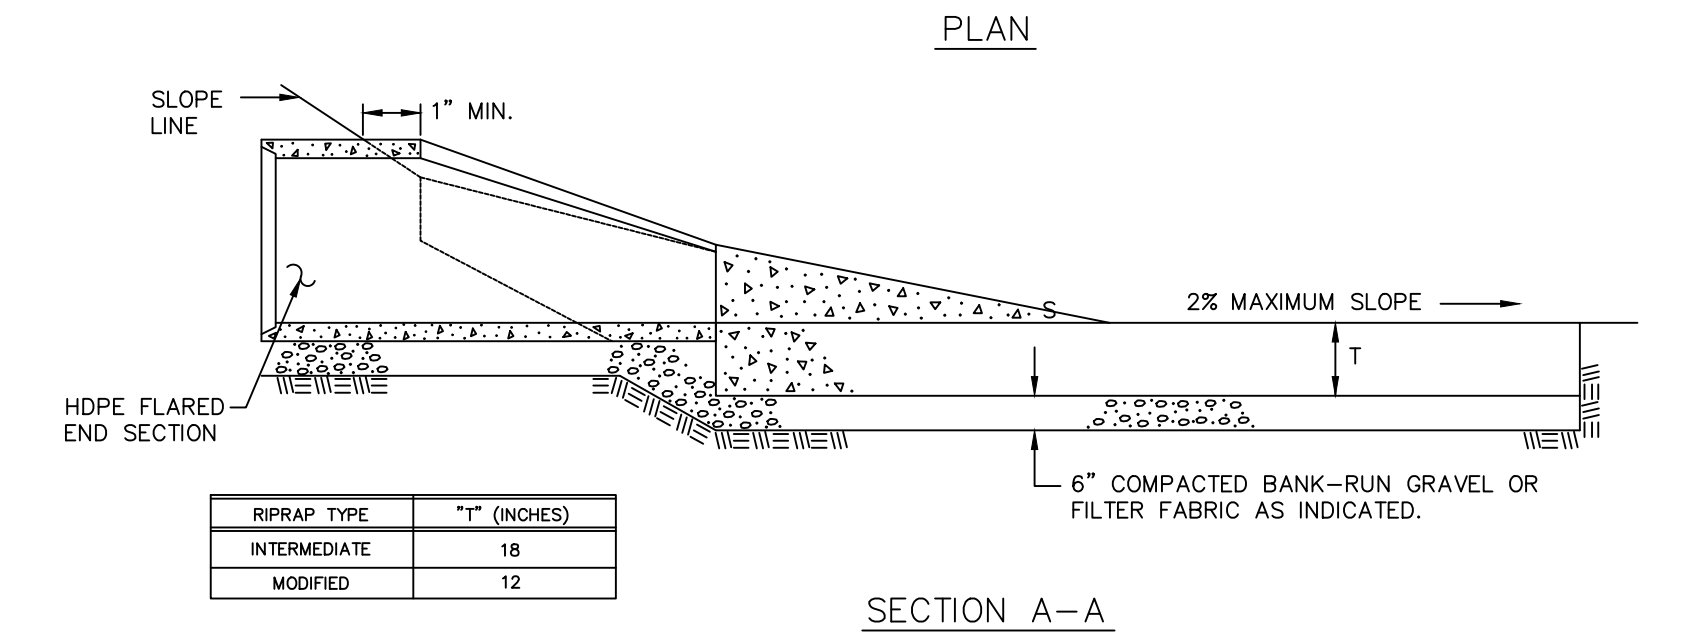 PLAN
SLOPE
LINE
1" MIN.
S
2% MAXIMUM SLOPE
T
HDPE FLARED
END SECTION
6" COMPACTED BANK-RUN GRAVEL OR
FILTER FABRIC AS INDICATED.
RIPRAP TYPE "T" (INCHES)
INTERMEDIATE 18
MODIFIED 12
SECTION A-A